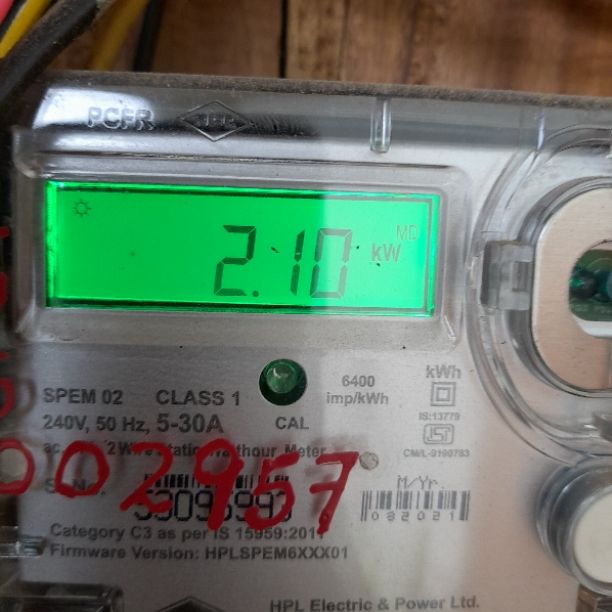 PCFR
MD
2.10 kW
SPEM 02 CLASS 1
240V, 50 Hz, 5-30A
CAL
6400
imp/kWh
kWh
IS:13779
CM/L-9190783
002957
M/Yr.
082021
Category C3 as per IS 15959:2011
Firmware Version: HPLSPEM6XXX01
HPL Electric & Power Ltd.